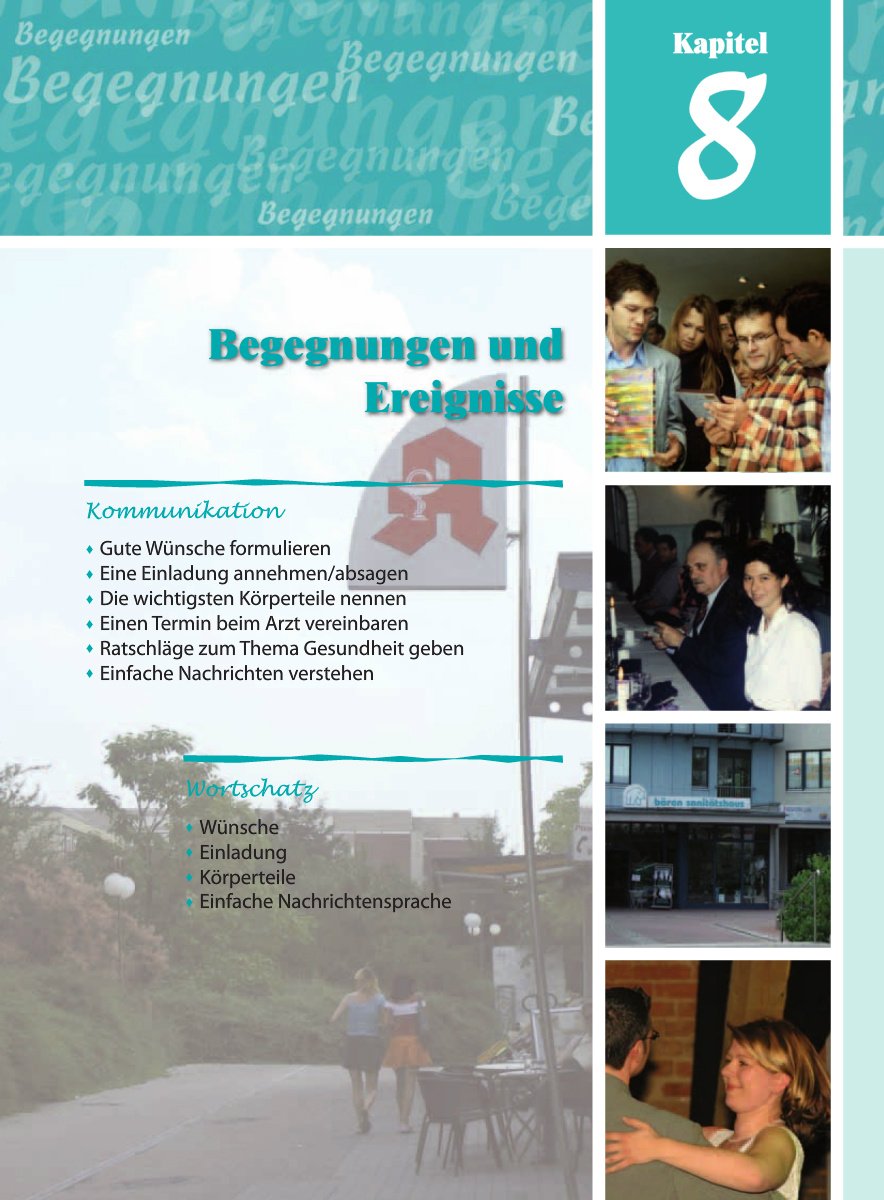 Begegnungen
Begegnungen
Begegnungen
Begegnungen
Begegnungen
Begegnungen
Kapitel
8
Begegnungen und
Ereignisse
Kommunikation
♦ Gute Wünsche formulieren
♦ Eine Einladung annehmen/absagen
♦ Die wichtigsten Körperteile nennen
♦ Einen Termin beim Arzt vereinbaren
♦ Ratschläge zum Thema Gesundheit geben
♦ Einfache Nachrichten verstehen
Wortschatz
♦ Wünsche
♦ Einladung
♦ Körperteile
♦ Einfache Nachrichtensprache
bären sanitätshaus